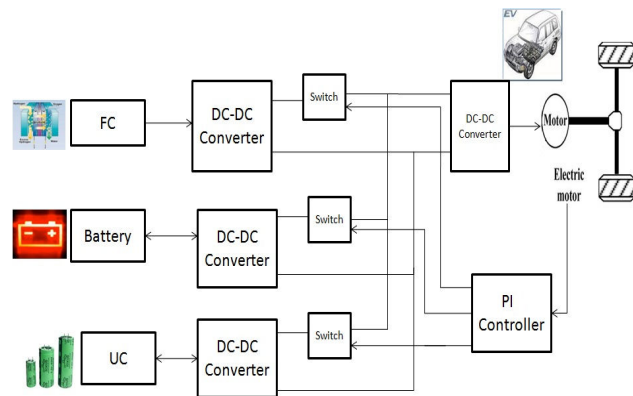 EV
FC
DC-DC
Converter
Switch
DC-DC
Converter
Motor
Electric
motor
Battery
DC-DC
Converter
Switch
PI
Controller
UC
DC-DC
Converter
Switch